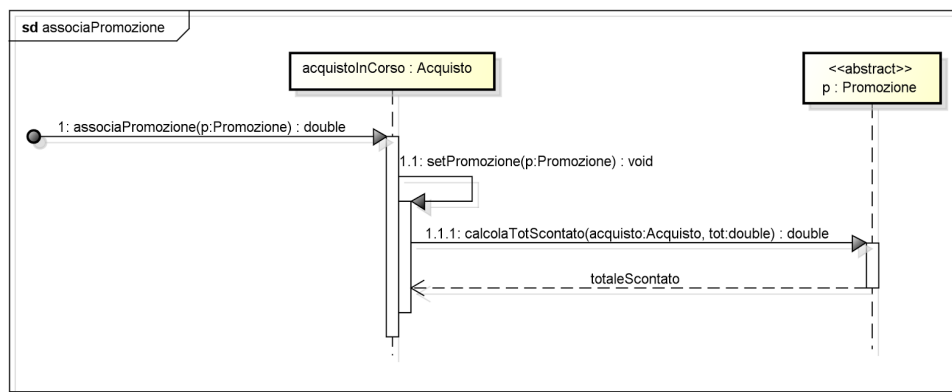 sd associaPromozione
acquistoInCorso : Acquisto
<<abstract>>
p : Promozione
1: associaPromozione(p:Promozione) : double
1.1: setPromozione(p:Promozione) : void
1.1.1: calcolaTotScontato(acquisto:Acquisto, tot:double) : double
totaleScontato